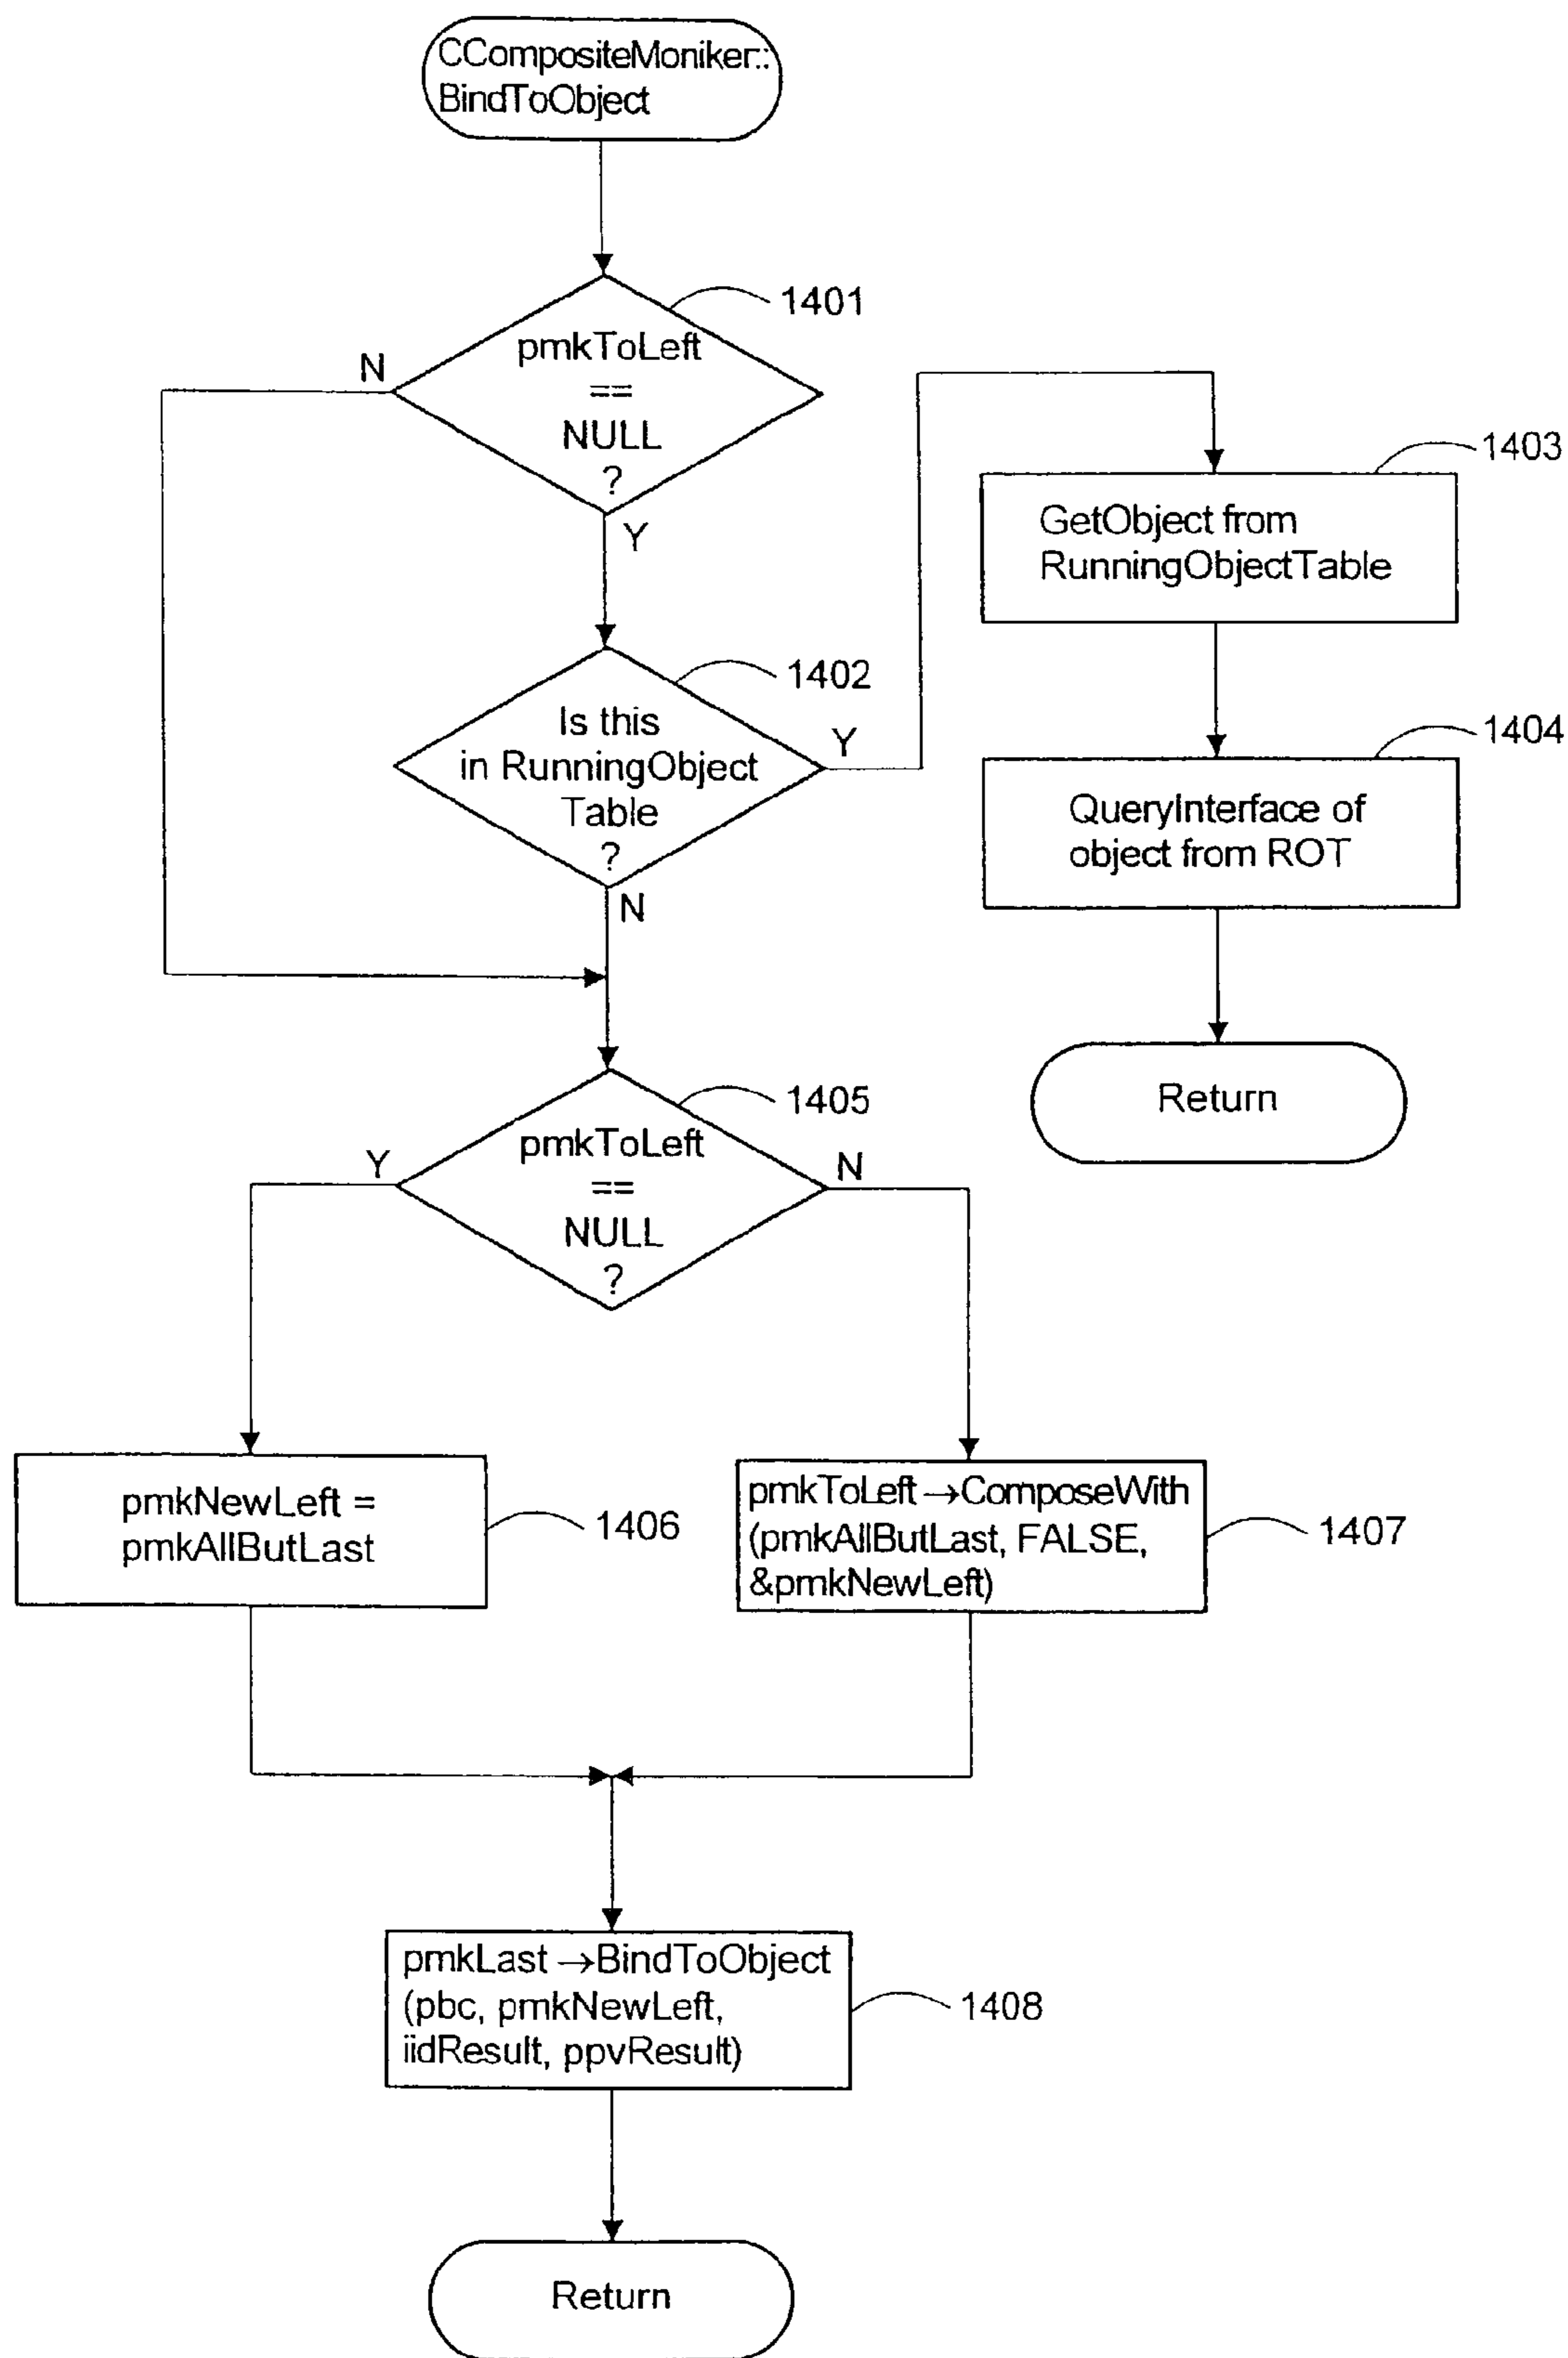 CCompositeMoniker::
BindToObject
1401
pmkToLeft
==
NULL
?
N
Y
1403
GetObject from
RunningObjectTable
1402
Is this
in RunningObject
Table
?
Y
N
1404
QueryInterface of
object from ROT
Return
1405
pmkToLeft
==
NULL
?
Y
N
pmkNewLeft =
pmkAllButLast
1406
pmkToLeft→ComposeWith
(pmkAllButLast, FALSE,
&pmkNewLeft)
1407
pmkLast→BindToObject
(pbc, pmkNewLeft,
iidResult, ppvResult)
1408
Return